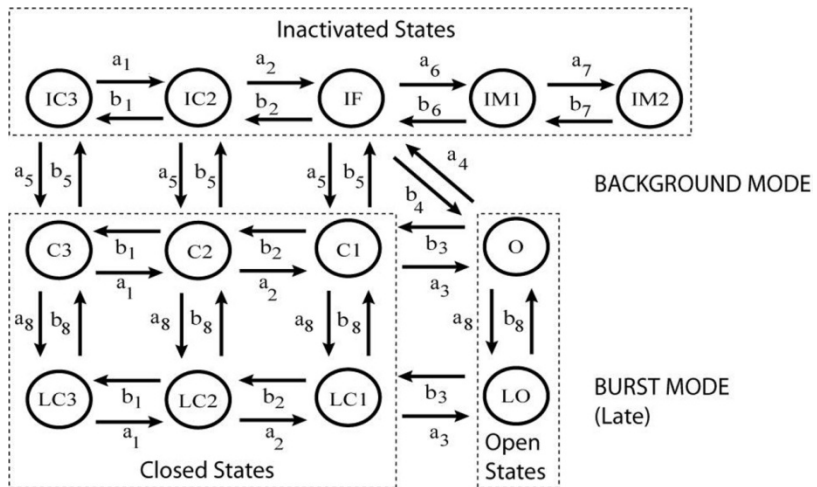 Inactivated States
a1 a2 a6 a7
IC3 IC2 IF IM1 IM2
b1 b2 b6 b7
a5 b5 a5 b5 a5 b5 a4
b4
BACKGROUND MODE
C3 b1 C2 b2 C1 b3 O
a1 a2 a3
a8 b8 a8 b8 a8 b8 a8 b8
LC3 b1 LC2 b2 LC1 b3 LO
a1 a2 a3
BURST MODE
(Late)
Closed States
Open
States